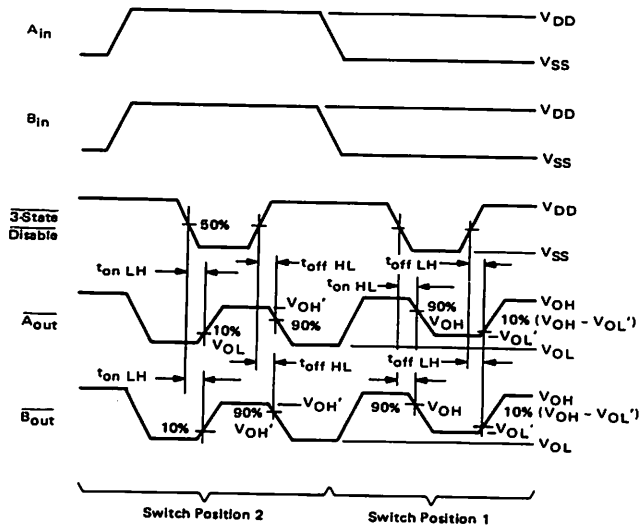 Ain
VDD
VSS
Bin
VDD
VSS
3-State
Disable
50%
VDD
VSS
ton LH
toff HL
ton HL
toff LH
Aout
10%
VOL
VOH'
90%
90%
VOH
VOH
10% (VOH - VOL')
VOL'
VOL
ton LH
toff HL
toff LH
Bout
10%
90%
VOH'
VOH'
90%
VOH
VOH
10% (VOH - VOL')
VOL'
VOL
Switch Position 2
Switch Position 1